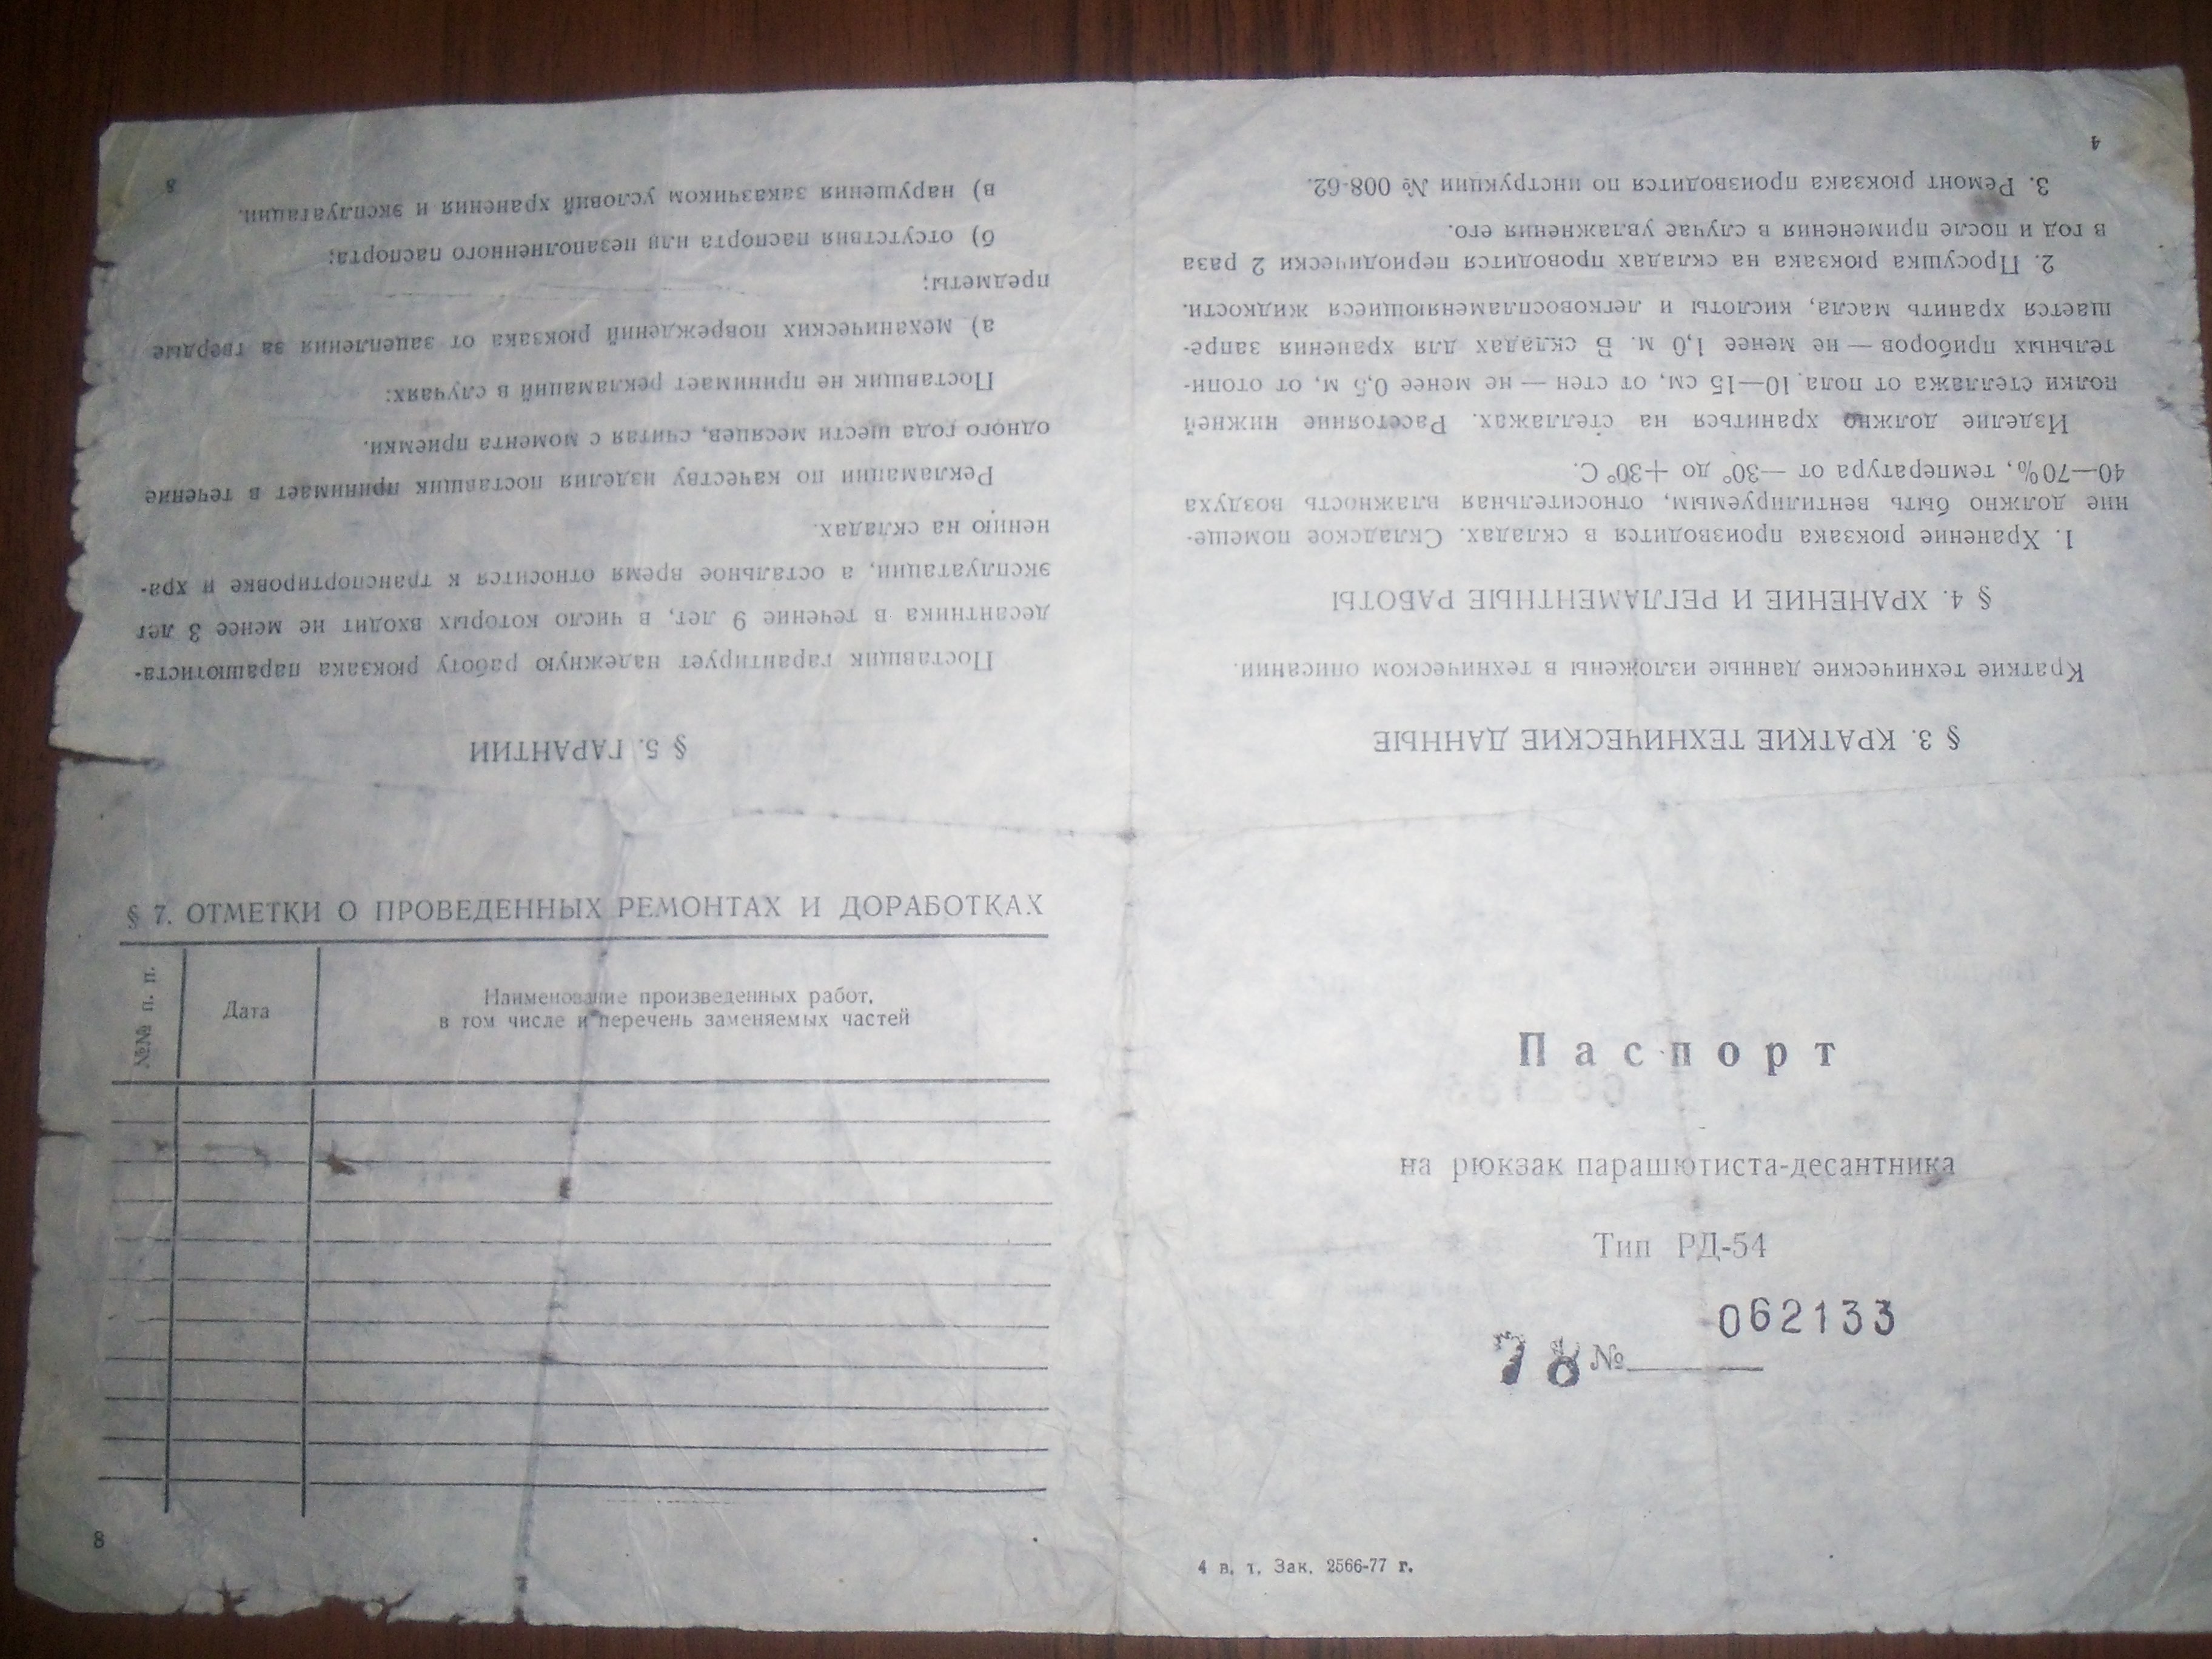 Паспорт
на рюкзак парашютиста-десантника
Тип РД-54
062133
78 №
4 в. т. Зак. 2566-77 г.
§ 3. КРАТКИЕ ТЕХНИЧЕСКИЕ ДАННЫЕ
Краткие технические данные изложены в техническом описании.
§ 4. ХРАНЕНИЕ И РЕГЛАМЕНТНЫЕ РАБОТЫ
1. Хранение рюкзака производится в складах. Складское помеще-
ние должно быть вентилируемым, относительная влажность воздуха
40—70%, температура от —30° до +30° С.
Изделие должно храниться на стеллажах. Расстояние нижней
полки стеллажа от пола 10—15 см, от стен — не менее 0,5 м, от отопи-
тельных приборов — не менее 1,0 м. В складах для хранения запре-
щается хранить масла, кислоты и легковоспламеняющиеся жидкости.
2. Просушка рюкзака на складах проводится периодически 2 раза
в год и после применения в случае увлажнения его.
3. Ремонт рюкзака производится по инструкции № 008-62.
4
§ 5. ГАРАНТИИ
Поставщик гарантирует надежную работу рюкзака парашютиста-
десантника в течение 9 лет, в число которых входит не менее 3 лет
эксплуатации, а остальное время относится к транспортировке и хра-
нению на складах.
Рекламации по качеству изделия поставщик принимает в течение
одного года шести месяцев, считая с момента приемки.
Поставщик не принимает рекламаций в случаях:
а) механических повреждений рюкзака от зацепления за твердые
предметы;
б) отсутствия паспорта или незаполненного паспорта;
в) нарушения заказчиком условий хранения и эксплуатации.
§ 7. ОТМЕТКИ О ПРОВЕДЕННЫХ РЕМОНТАХ И ДОРАБОТКАХ
№№ п. п.
Дата
Наименование произведенных работ,
в том числе и перечень заменяемых частей
8